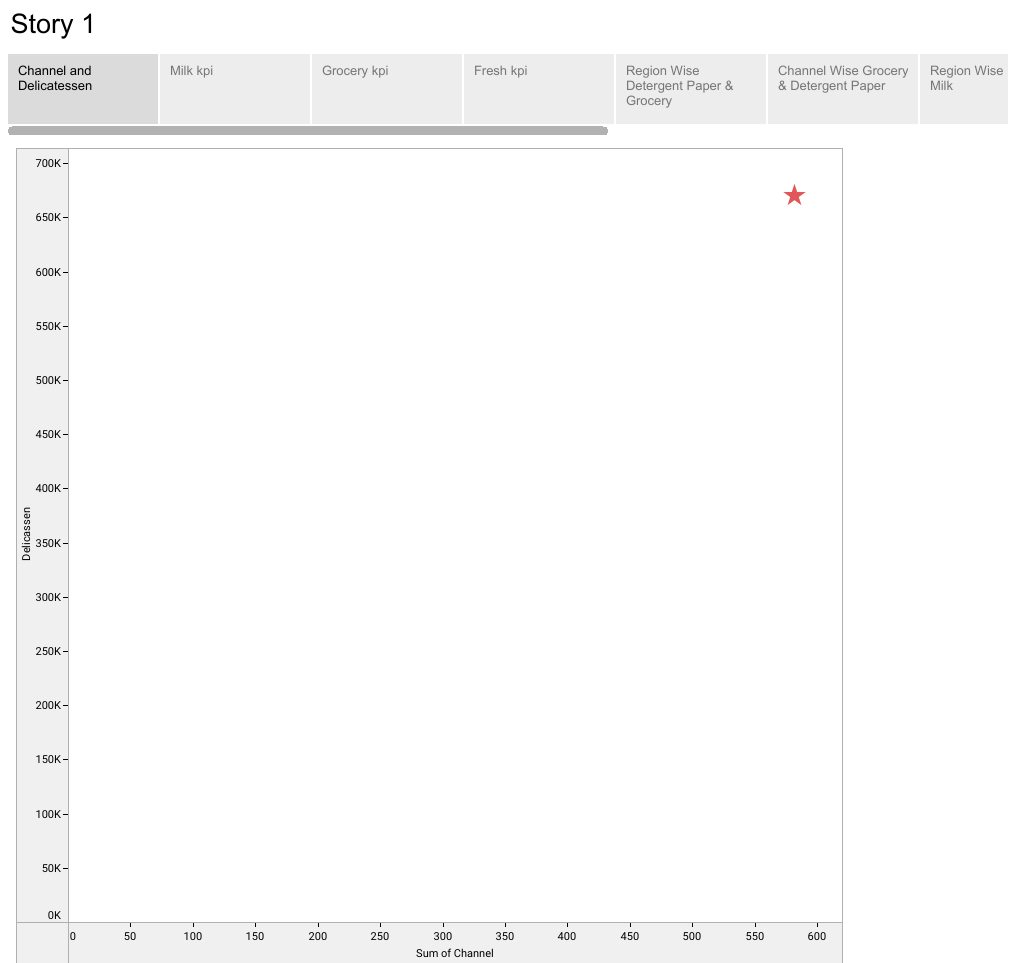 Story 1
Channel and
Delicatessen
Milk kpi
Grocery kpi
Fresh kpi
Region Wise
Detergent Paper &
Grocery
Channel Wise Grocery
& Detergent Paper
Region Wise
Milk
700K
650K
600K
550K
500K
450K
400K
350K
300K
250K
200K
150K
100K
50K
0K
Delicassen
0 50 100 150 200 250 300 350 400 450 500 550 600
Sum of Channel